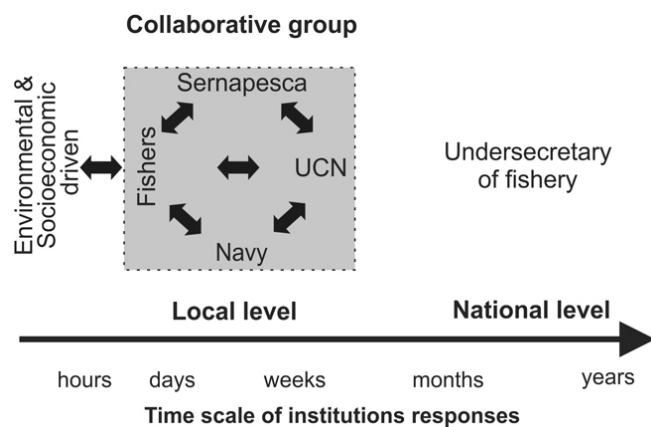 Collaborative group
Environmental &
Socioeconomic
driven
Sernapesca
Fishers
UCN
Navy
Undersecretary
of fishery
Local level
National level
hours
days
weeks
months
years
Time scale of institutions responses